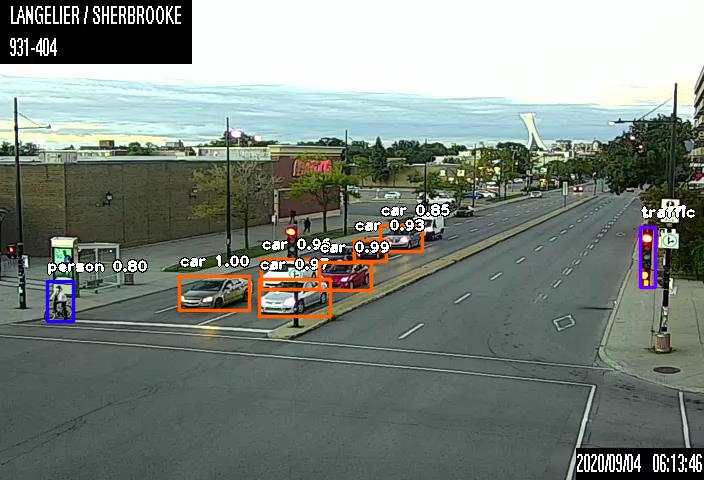 LANGELIER / SHERBROOKE
931-404
car 0.85
car 0.93
traffic
car 0.99
person 0.80
car 1.00
2020/09/04 06:13:46